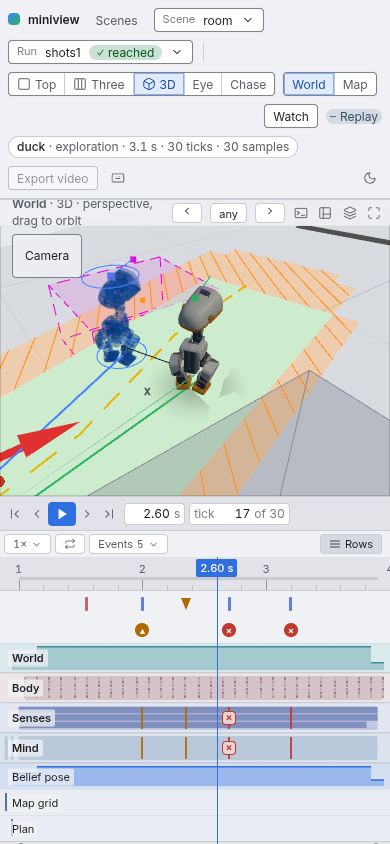 miniview Scenes Scene room
Run shots1 ✓ reached
Top Three 3D Eye Chase World Map
Watch – Replay
duck · exploration · 3.1 s · 30 ticks · 30 samples
Export video
World · 3D · perspective,
drag to orbit
any
Camera
x
2.60 s tick 17 of 30
1× Events 5 Rows
1 2 2.60 s 3 4
World
Body
Senses
Mind
Belief pose
Map grid
Plan